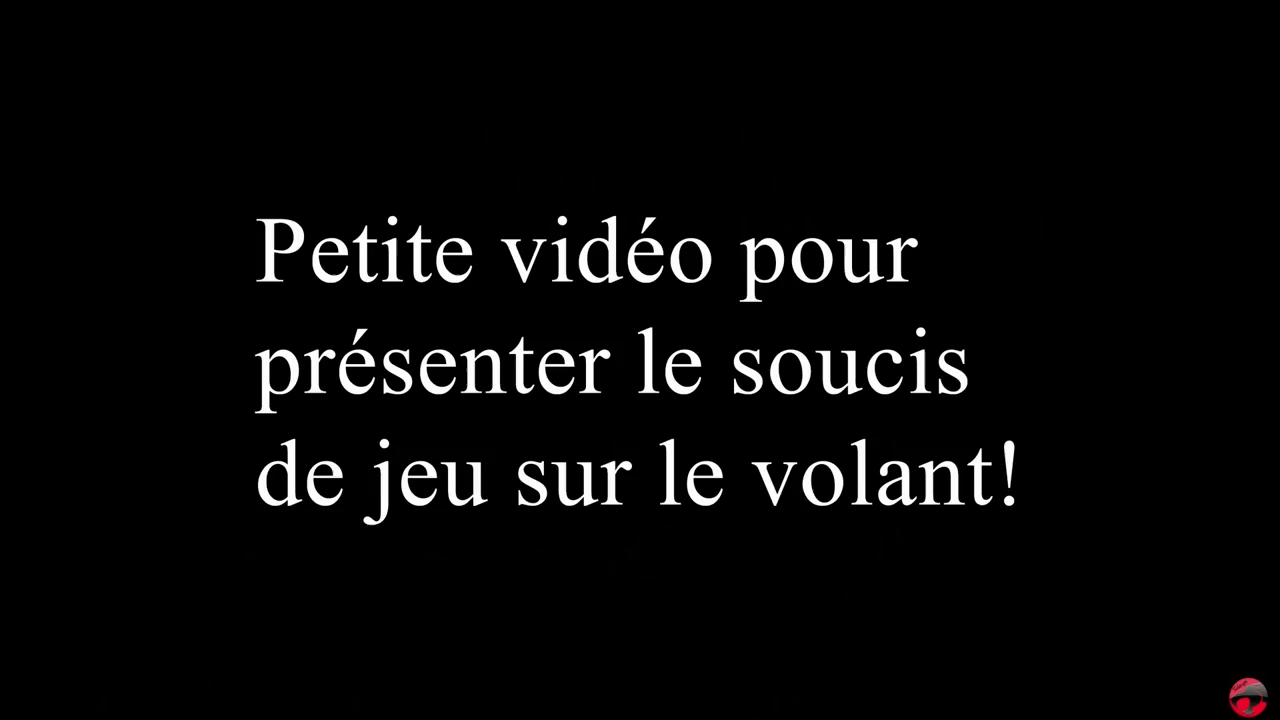 Petite vidéo pour
présenter le soucis
de jeu sur le volant!